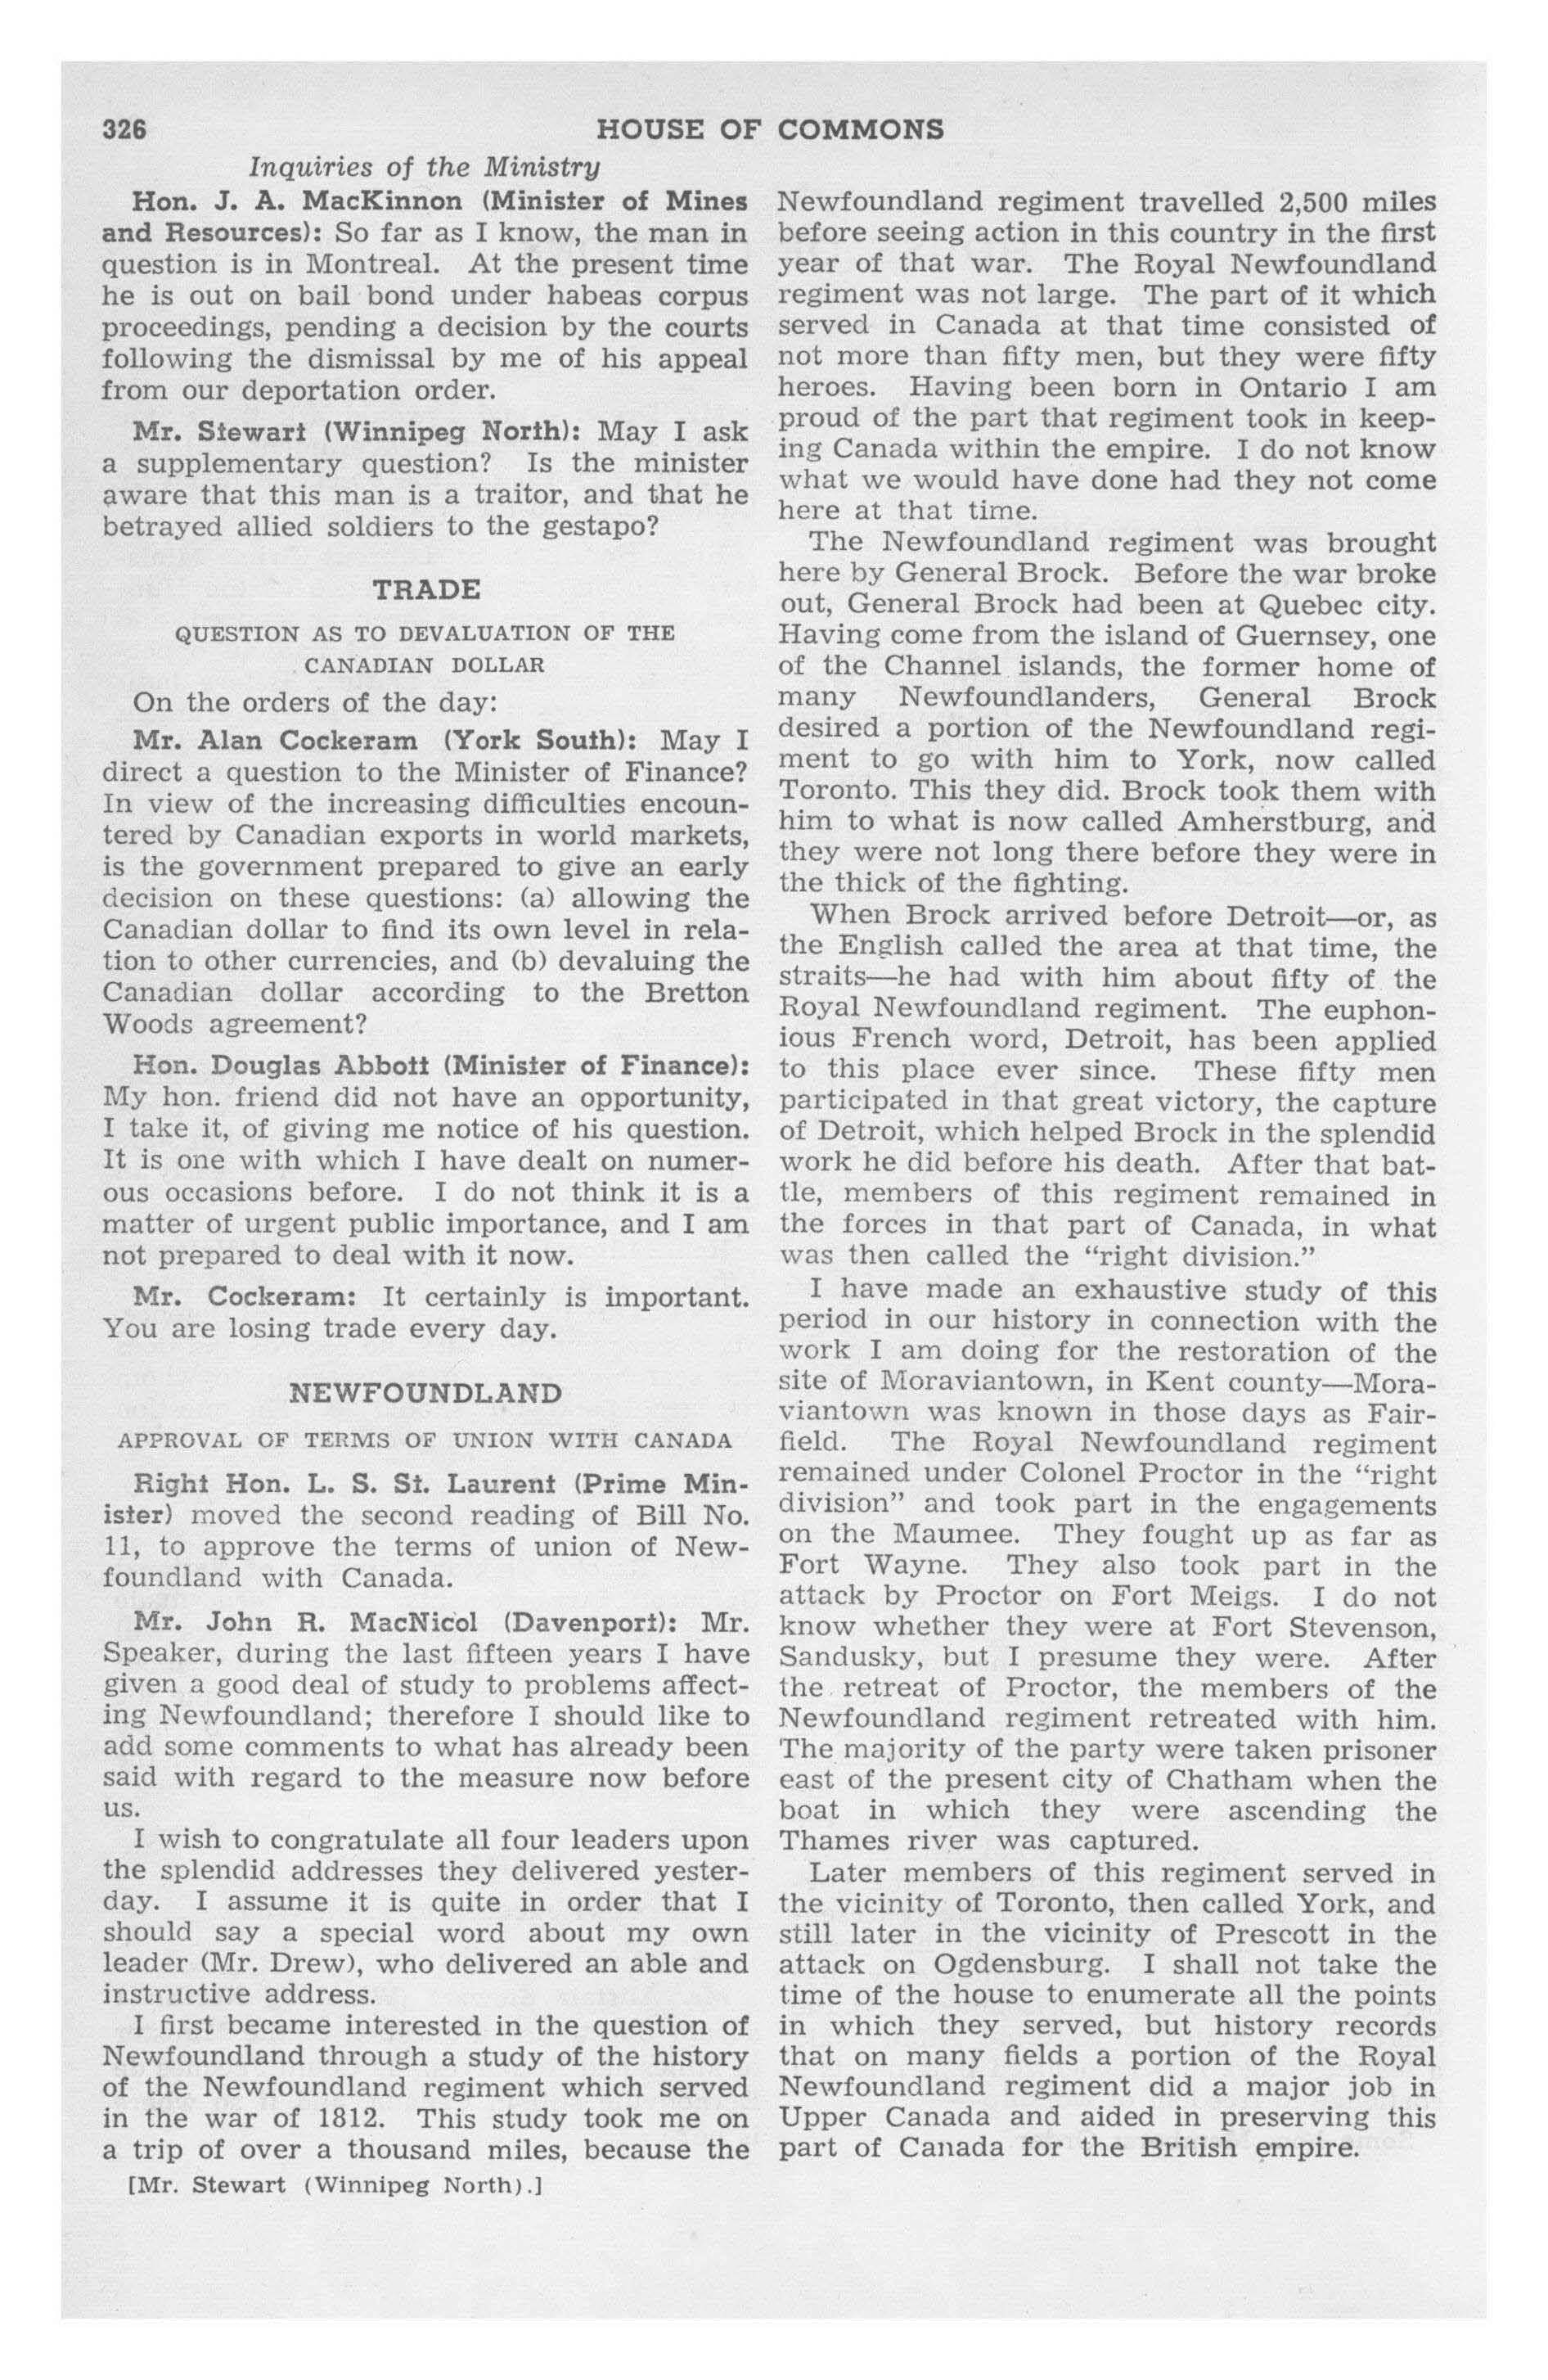 326
HOUSE OF COMMONS
Inquiries of the Ministry
Hon. J. A. MacKinnon (Minister of Mines
and Resources): So far as I know, the man in
question is in Montreal. At the present time
he is out on bail bond under habeas corpus
proceedings, pending a decision by the courts
following the dismissal by me of his appeal
from our deportation order.
Mr. Stewart (Winnipeg North): May I ask
a supplementary question? Is the minister
aware that this man is a traitor, and that he
betrayed allied soldiers to the gestapo?
TRADE
QUESTION AS TO DEVALUATION OF THE
CANADIAN DOLLAR
On the orders of the day:
Mr. Alan Cockeram (York South): May I
direct a question to the Minister of Finance?
In view of the increasing difficulties encoun-
tered by Canadian exports in world markets,
is the government prepared to give an early
decision on these questions: (a) allowing the
Canadian dollar to find its own level in rela-
tion to other currencies, and (b) devaluing the
Canadian dollar according to the Bretton
Woods agreement?
Hon. Douglas Abbott (Minister of Finance):
My hon. friend did not have an opportunity,
I take it, of giving me notice of his question.
It is one with which I have dealt on numer-
ous occasions before. I do not think it is a
matter of urgent public importance, and I am
not prepared to deal with it now.
Mr. Cockeram: It certainly is important.
You are losing trade every day.
NEWFOUNDLAND
APPROVAL OF TERMS OF UNION WITH CANADA
Right Hon. L. S. St. Laurent (Prime Min-
ister) moved the second reading of Bill No.
11, to approve the terms of union of New-
foundland with Canada.
Mr. John R. MacNicol (Davenport): Mr.
Speaker, during the last fifteen years I have
given a good deal of study to problems affect-
ing Newfoundland; therefore I should like to
add some comments to what has already been
said with regard to the measure now before
us.
I wish to congratulate all four leaders upon
the splendid addresses they delivered yester-
day. I assume it is quite in order that I
should say a special word about my own
leader (Mr. Drew), who delivered an able and
instructive address.
I first became interested in the question of
Newfoundland through a study of the history
of the Newfoundland regiment which served
in the war of 1812. This study took me on
a trip of over a thousand miles, because the
[Mr. Stewart (Winnipeg North).]
Newfoundland regiment travelled 2,500 miles
before seeing action in this country in the first
year of that war. The Royal Newfoundland
regiment was not large. The part of it which
served in Canada at that time consisted of
not more than fifty men, but they were fifty
heroes. Having been born in Ontario I am
proud of the part that regiment took in keep-
ing Canada within the empire. I do not know
what we would have done had they not come
here at that time.
The Newfoundland regiment was brought
here by General Brock. Before the war broke
out, General Brock had been at Quebec city.
Having come from the island of Guernsey, one
of the Channel islands, the former home of
many Newfoundlanders, General Brock
desired a portion of the Newfoundland regi-
ment to go with him to York, now called
Toronto. This they did. Brock took them with
him to what is now called Amherstburg, and
they were not long there before they were in
the thick of the fighting.
When Brock arrived before Detroit—or, as
the English called the area at that time, the
straits—he had with him about fifty of the
Royal Newfoundland regiment. The euphon-
ious French word, Detroit, has been applied
to this place ever since. These fifty men
participated in that great victory, the capture
of Detroit, which helped Brock in the splendid
work he did before his death. After that bat-
tle, members of this regiment remained in
the forces in that part of Canada, in what
was then called the “right division.”
I have made an exhaustive study of this
period in our history in connection with the
work I am doing for the restoration of the
site of Moraviantown, in Kent county—Mora-
viantown was known in those days as Fair-
field. The Royal Newfoundland regiment
remained under Colonel Proctor in the “right
division” and took part in the engagements
on the Maumee. They fought up as far as
Fort Wayne. They also took part in the
attack by Proctor on Fort Meigs. I do not
know whether they were at Fort Stevenson,
Sandusky, but I presume they were. After
the retreat of Proctor, the members of the
Newfoundland regiment retreated with him.
The majority of the party were taken prisoner
east of the present city of Chatham when the
boat in which they were ascending the
Thames river was captured.
Later members of this regiment served in
the vicinity of Toronto, then called York, and
still later in the vicinity of Prescott in the
attack on Ogdensburg. I shall not take the
time of the house to enumerate all the points
in which they served, but history records
that on many fields a portion of the Royal
Newfoundland regiment did a major job in
Upper Canada and aided in preserving this
part of Canada for the British empire.